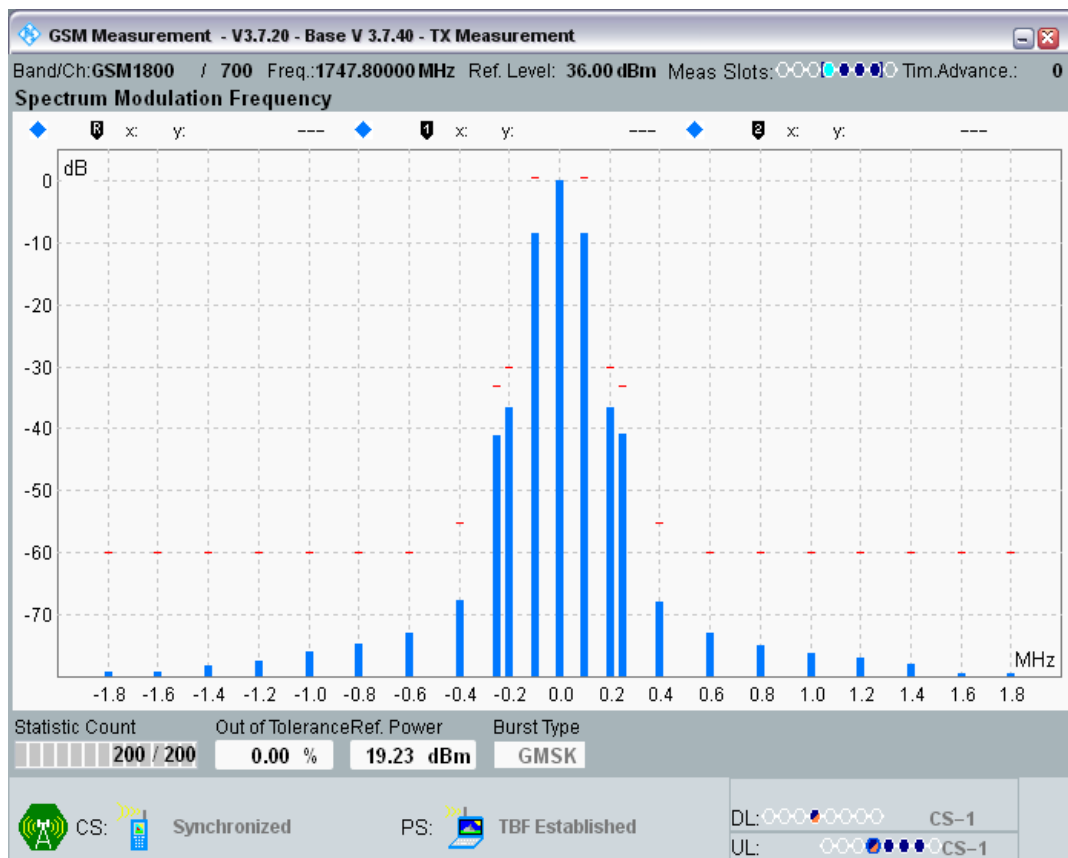 GSM Measurement - V3.7.20 - Base V 3.7.40 - TX Measurement
Band/Ch:GSM1800 / 700 Freq.:1747.80000 MHz Ref. Level: 36.00 dBm Meas Slots: Tim.Advance.: 0
Spectrum Modulation Frequency
R x: y: --- 1 x: y: --- 2 x: y: ---
dB
0
-10
-20
-30
-40
-50
-60
-70
MHz
-1.8 -1.6 -1.4 -1.2 -1.0 -0.8 -0.6 -0.4 -0.2 0.0 0.2 0.4 0.6 0.8 1.0 1.2 1.4 1.6 1.8
Statistic Count Out of Tolerance Ref. Power Burst Type
200 / 200 0.00 % 19.23 dBm GMSK
CS: Synchronized PS: TBF Established
DL: CS-1
UL: CS-1